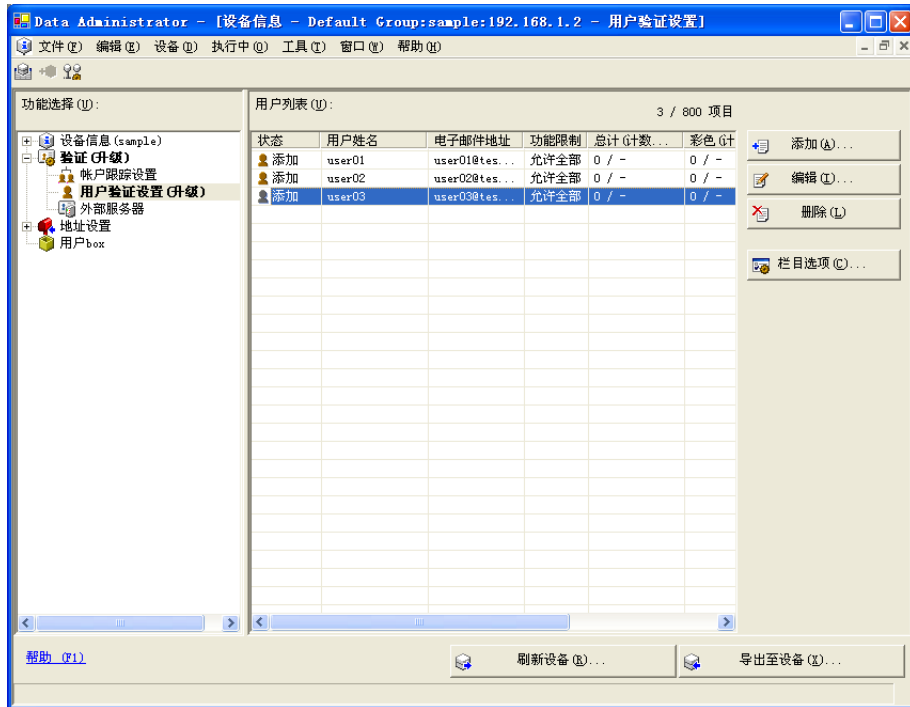 Data Administrator - [设备信息 - Default Group:sample:192.168.1.2 - 用户验证设置]
文件(F) 编辑(E) 设备(D) 执行中(O) 工具(T) 窗口(W) 帮助(H)
功能选择(U):
设备信息(sample)
验证(升级)
帐户跟踪设置
用户验证设置(升级)
外部服务器
地址设置
用户box
用户列表(U):
3 / 800 项目
状态 用户姓名 电子邮件地址 功能限制 总计(计数... 彩色(计
添加 user01 user01@tes... 允许全部 0 / - 0 / -
添加 user02 user02@tes... 允许全部 0 / - 0 / -
添加 user03 user03@tes... 允许全部 0 / - 0 / -
添加(A)...
编辑(I)...
删除(L)
栏目选项(C)...
帮助 (F1)
刷新设备(R)...
导出至设备(X)...